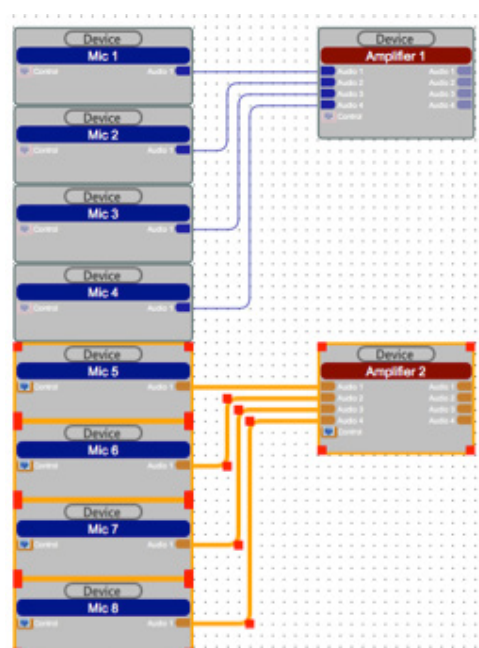 Device
Mic 1
Control Audio 1
Device
Mic 2
Control Audio 1
Device
Mic 3
Control Audio 1
Device
Mic 4
Control Audio 1
Device
Amplifier 1
Audio 1 Audio 1
Audio 2 Audio 2
Audio 3 Audio 3
Audio 4 Audio 4
Control
Device
Mic 5
Control Audio 1
Device
Mic 6
Control Audio 1
Device
Mic 7
Control Audio 1
Device
Mic 8
Control Audio 1
Device
Amplifier 2
Audio 1 Audio 1
Audio 2 Audio 2
Audio 3 Audio 3
Audio 4 Audio 4
Control